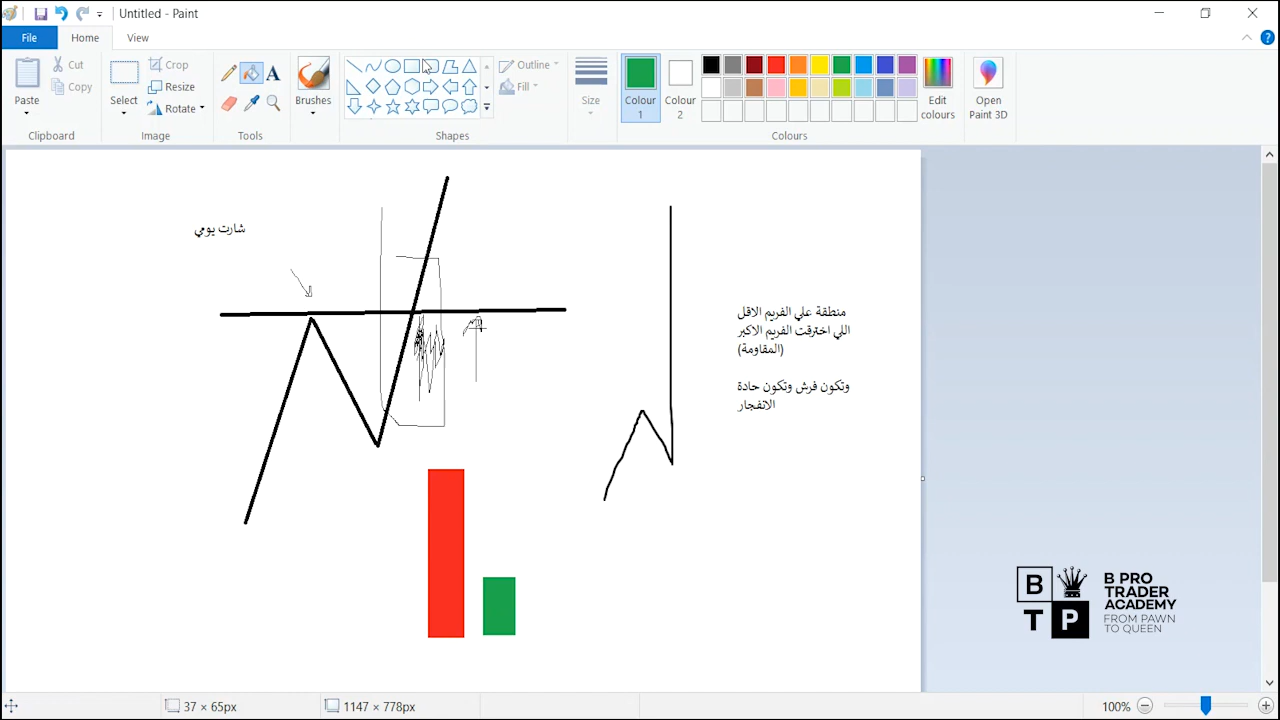 Untitled - Paint
File
Home
View
Paste
Cut
Copy
Clipboard
Select
Crop
Resize
Rotate
Image
Tools
Brushes
Shapes
Outline
Fill
Size
Colour 1
Colour 2
Edit colours
Colours
Open Paint 3D
شارت يومي
منطقة علي الفريم الاقل
اللي اخترقت الفريم الاكبر
(المقاومة)
وتكون فرش وتكون حادة
الانفجار
B
T P
B PRO
TRADER
ACADEMY
FROM PAWN
TO QUEEN
37 × 65px
1147 × 778px
100%